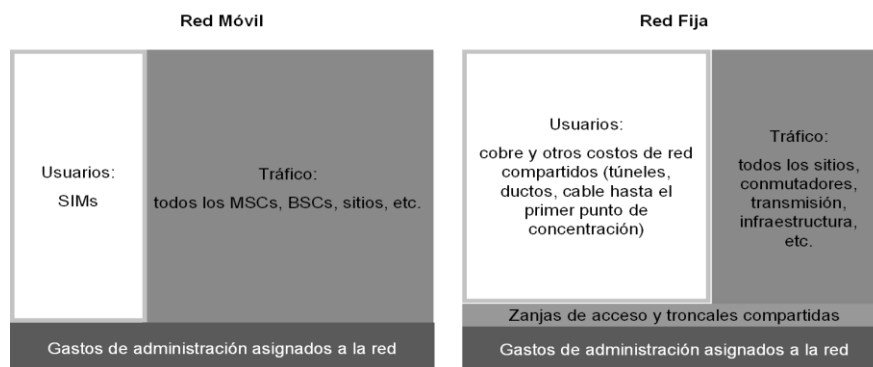 Red Móvil
Usuarios:
SIMs
Tráfico:
todos los MSCs, BSCs, sitios, etc.
Gastos de administración asignados a la red
Red Fija
Usuarios:
cobre y otros costos de red
compartidos (túneles,
ductos, cable hasta el
primer punto de
concentración)
Tráfico:
todos los sitios,
conmutadores,
transmisión,
infraestructura,
etc.
Zanjas de acceso y troncales compartidas
Gastos de administración asignados a la red